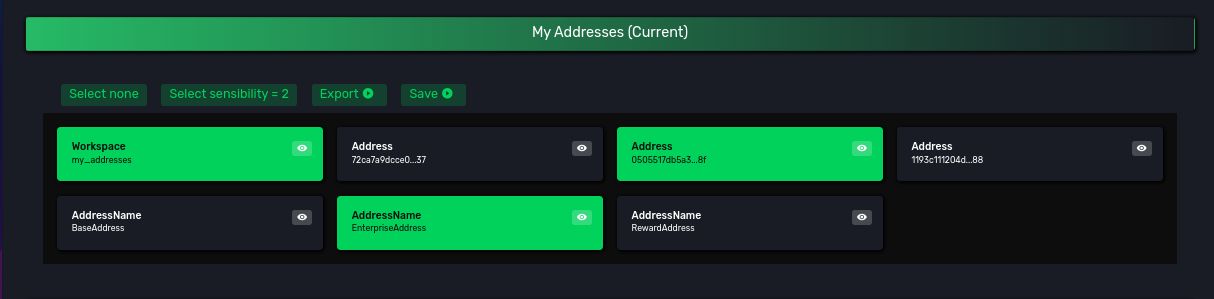 My Addresses (Current)
Select none
Select sensibility = 2
Export
Save
Workspace
my...addresses
Address
72ca7a9dcce0...37
Address
0505517db5a3...8f
Address
1193c111204d...88
AddressName
BaseAddress
AddressName
EnterpriseAddress
AddressName
RewardAddress